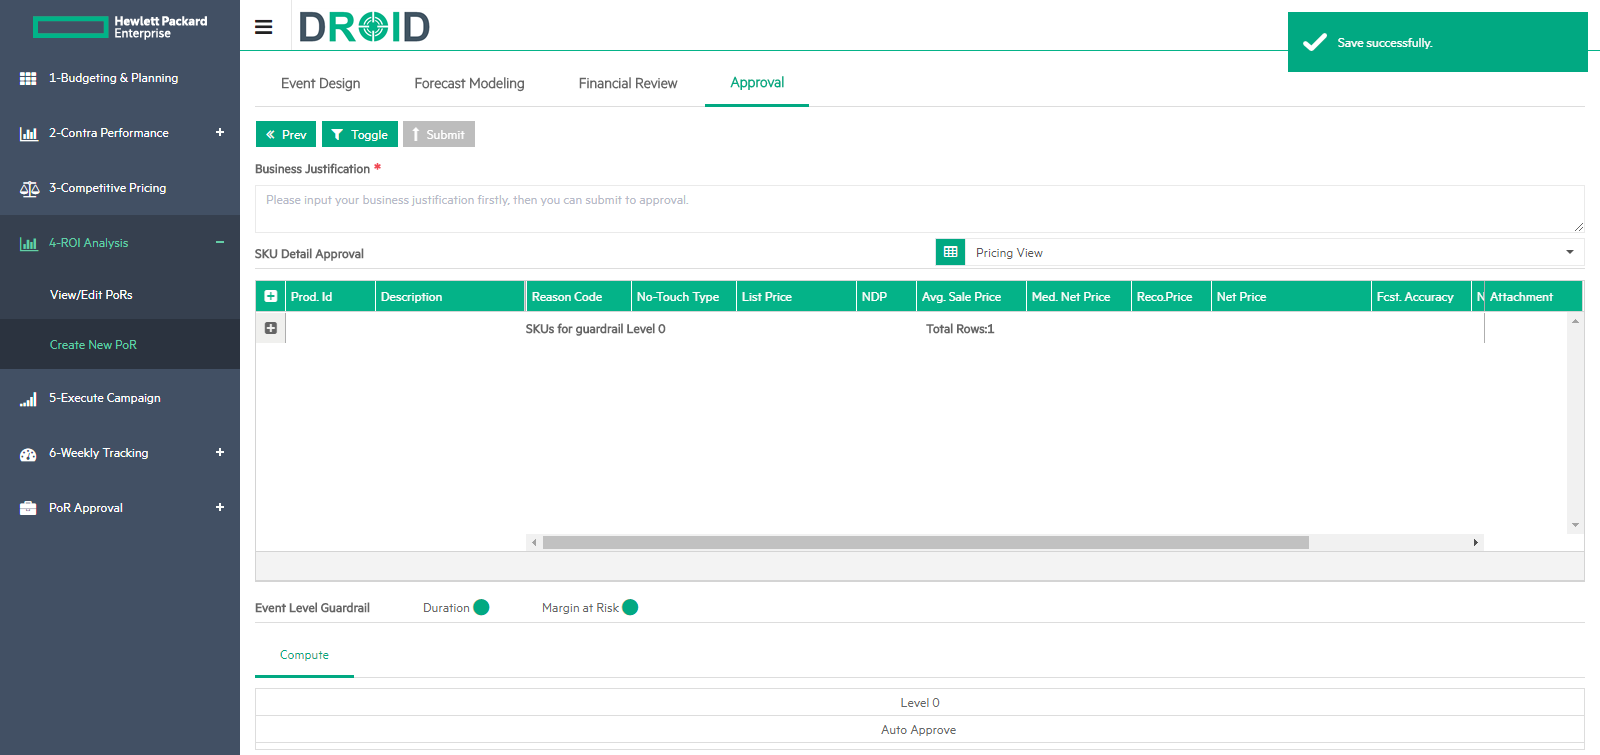 Hewlett Packard
Enterprise
DROID
Save successfully.
1-Budgeting & Planning
2-Contra Performance
3-Competitive Pricing
4-ROI Analysis
View/Edit PoRs
Create New PoR
5-Execute Campaign
6-Weekly Tracking
PoR Approval
Event Design Forecast Modeling Financial Review Approval
Prev Toggle Submit
Business Justification *
Please input your business justification firstly, then you can submit to approval.
SKU Detail Approval Pricing View
Prod. Id Description Reason Code No-Touch Type List Price NDP Avg. Sale Price Med. Net Price Reco.Price Net Price Fcst. Accuracy N Attachment
SKUs for guardrail Level 0 Total Rows:1
Event Level Guardrail Duration Margin at Risk
Compute
Level 0
Auto Approve